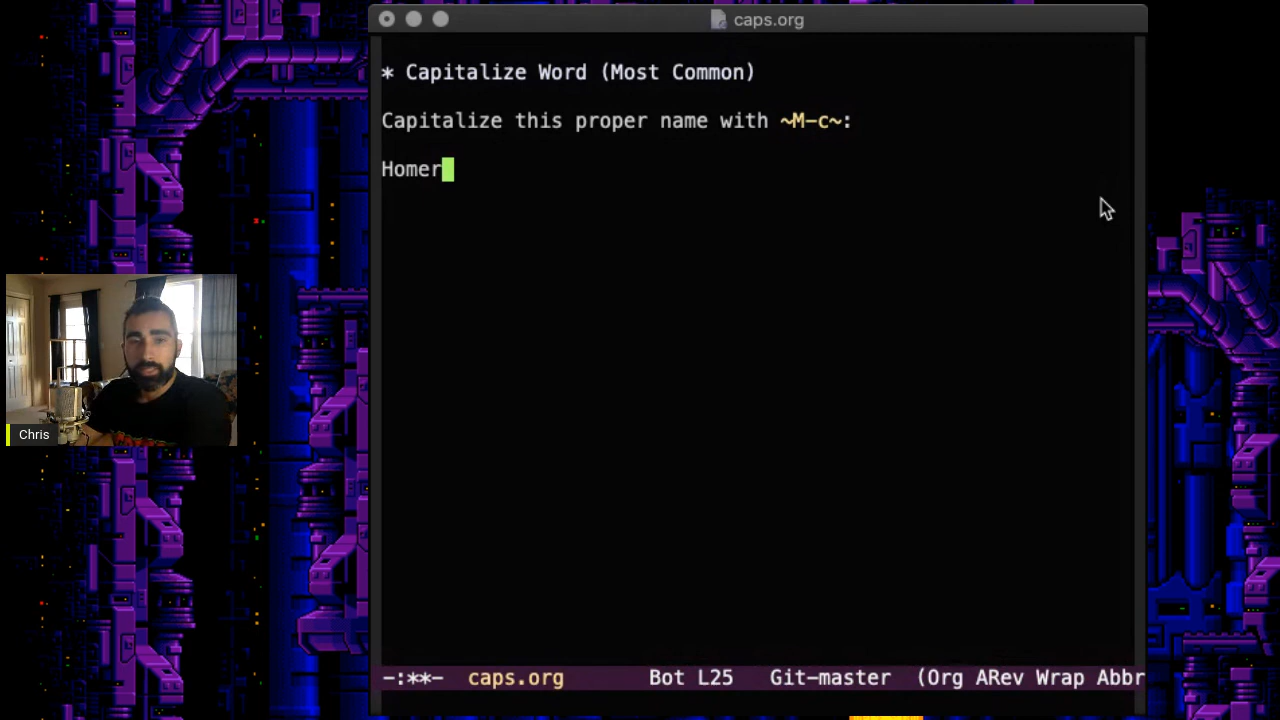 caps.org
* Capitalize Word (Most Common)
Capitalize this proper name with ~M-c~:
Homer
Chris
-:**- caps.org Bot L25 Git-master (Org ARev Wrap Abbr